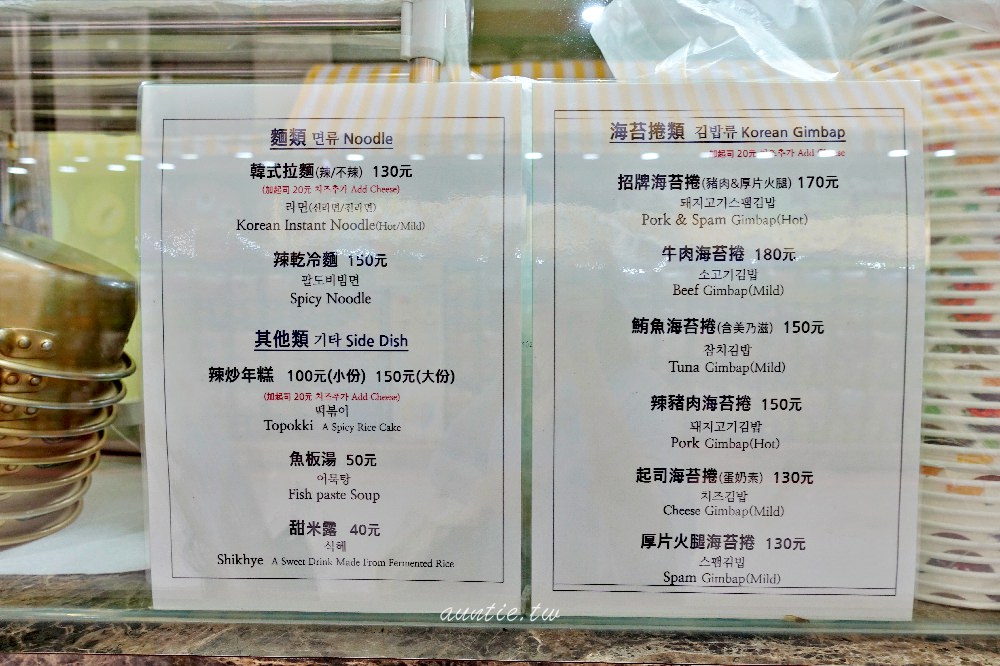 麵類 면류 Noodle
韓式拉麵(辣/不辣) 130元
(加起司 20元 치즈추가 Add Cheese)
라면(신라면/진라면)
Korean Instant Noodle(Hot/Mild)
辣乾冷麵 150元
팔도비빔면
Spicy Noodle
其他類 기타 Side Dish
辣炒年糕 100元(小份) 150元(大份)
(加起司 20元 치즈추가 Add Cheese)
떡볶이
Topokki A Spicy Rice Cake
魚板湯 50元
어묵탕
Fish paste Soup
甜米露 40元
식혜
Shikhye A Sweet Drink Made From Fermented Rice
海苔捲類 김밥류 Korean Gimbap
加起司 20元 치즈추가 Add Cheese
招牌海苔捲(豬肉&厚片火腿) 170元
돼지고기스팸김밥
Pork & Spam Gimbap(Hot)
牛肉海苔捲 180元
소고기김밥
Beef Gimbap(Mild)
鮪魚海苔捲(含美乃滋) 150元
참치김밥
Tuna Gimbap(Mild)
辣豬肉海苔捲 150元
돼지고기김밥
Pork Gimbap(Hot)
起司海苔捲(蛋奶素) 130元
치즈김밥
Cheese Gimbap(Mild)
厚片火腿海苔捲 130元
스팸김밥
Spam Gimbap(Mild)
auntie.tw